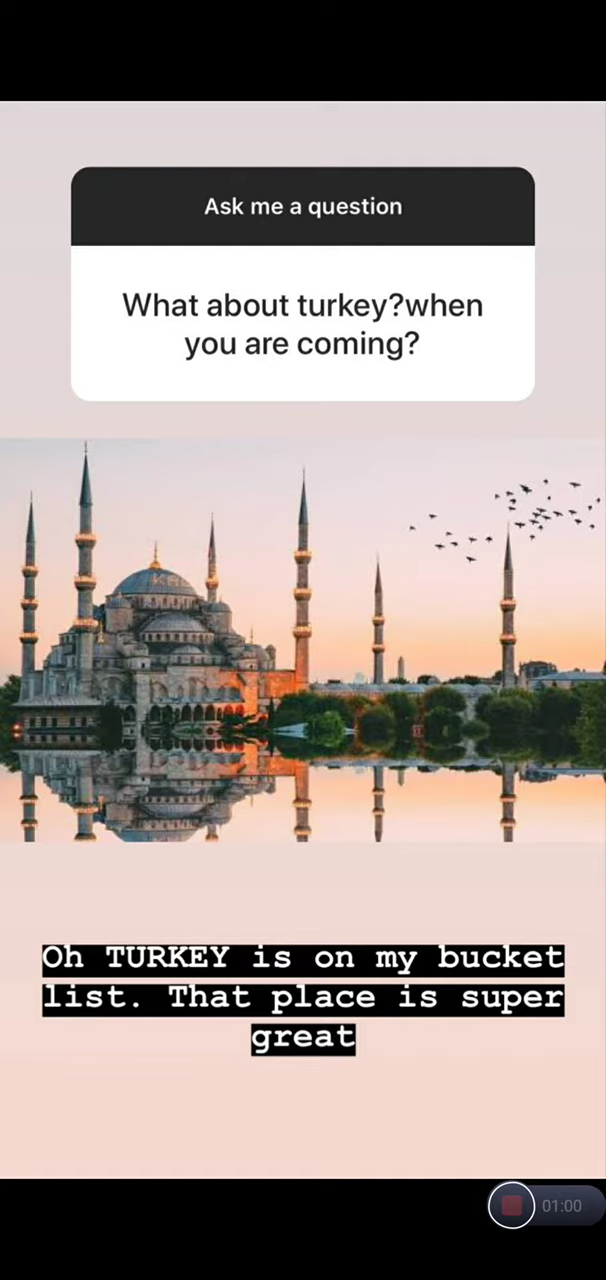 Ask me a question
What about turkey?when
you are coming?
Oh TURKEY is on my bucket
list. That place is super
great
01:00